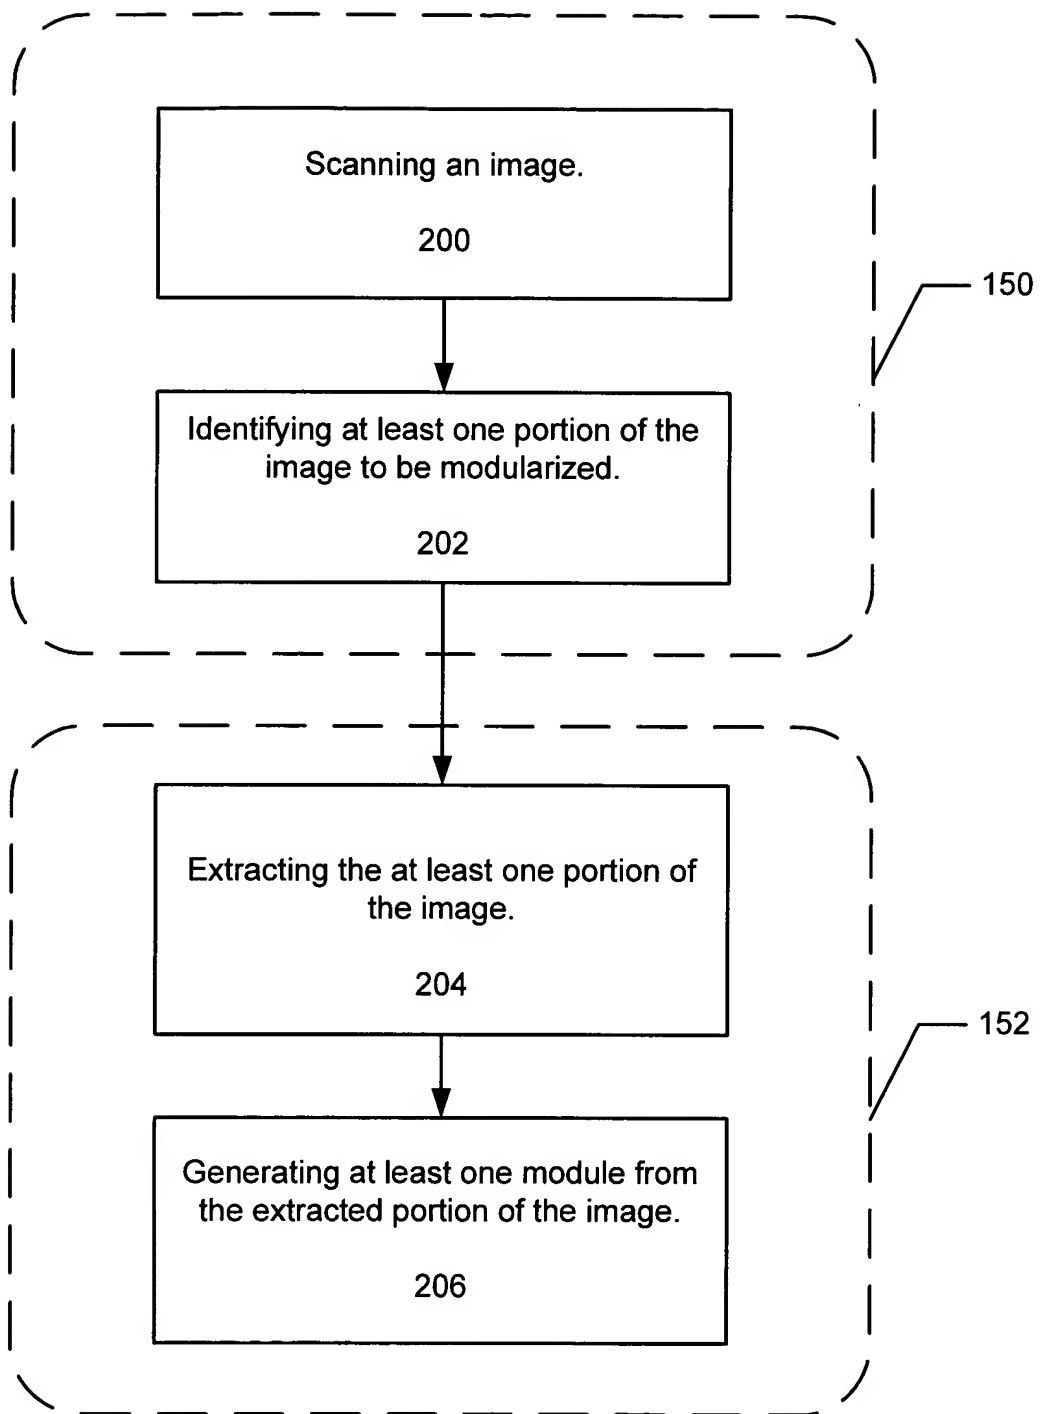 Scanning an image.
200
150
Identifying at least one portion of the
image to be modularized.
202
Extracting the at least one portion of
the image.
204
152
Generating at least one module from
the extracted portion of the image.
206